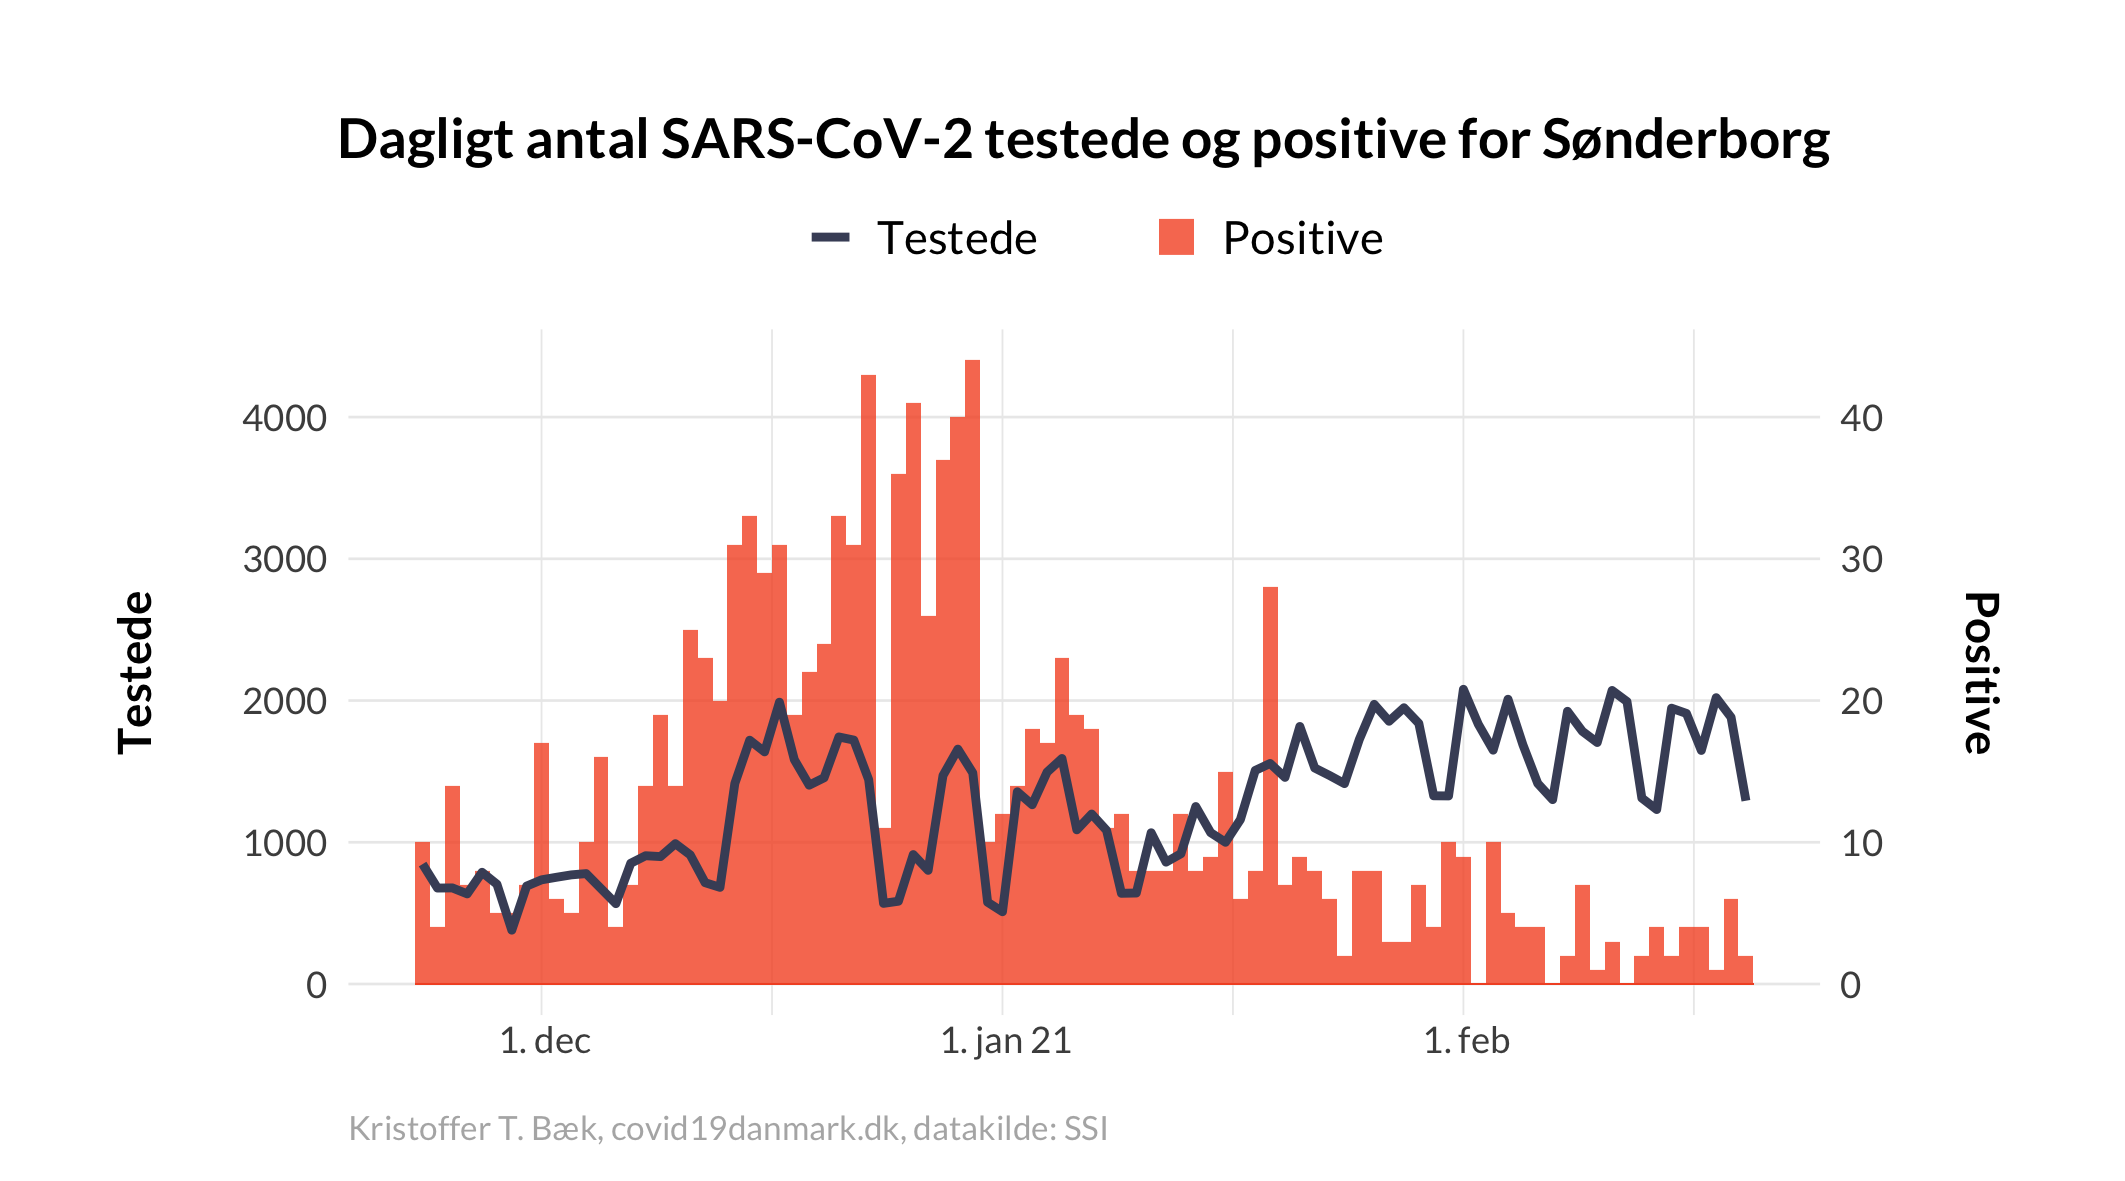 Dagligt antal SARS-CoV-2 testede og positive for Sønderborg
Testede Positive
4000 40
3000 30
2000 20
1000 10
0 0
Testede
Positive
1. dec 1. jan 21 1. feb
Kristoffer T. Bæk, covid19danmark.dk, datakilde: SSI